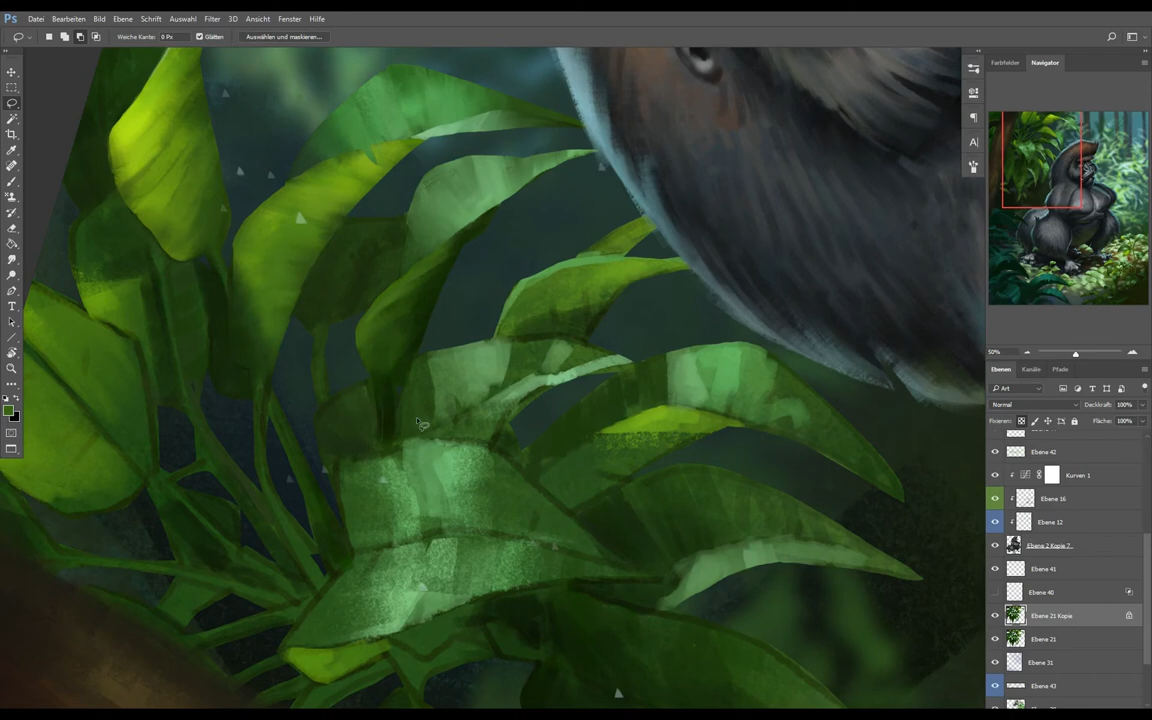 Ps Datei Bearbeiten Bild Ebene Schrift Auswahl Filter 3D Ansicht Fenster Hilfe
Weiche Kante: 0 Px Glätten Auswählen und maskieren...
Farbfelder Navigator
50%
Ebenen Kanäle Pfade
Art
Normal Deckkraft: 100%
Fixieren: Fläche: 100%
Ebene 42
Kurven 1
Ebene 16
Ebene 12
Ebene 2 Kopie 7
Ebene 41
Ebene 40
Ebene 21 Kopie
Ebene 21
Ebene 31
Ebene 43